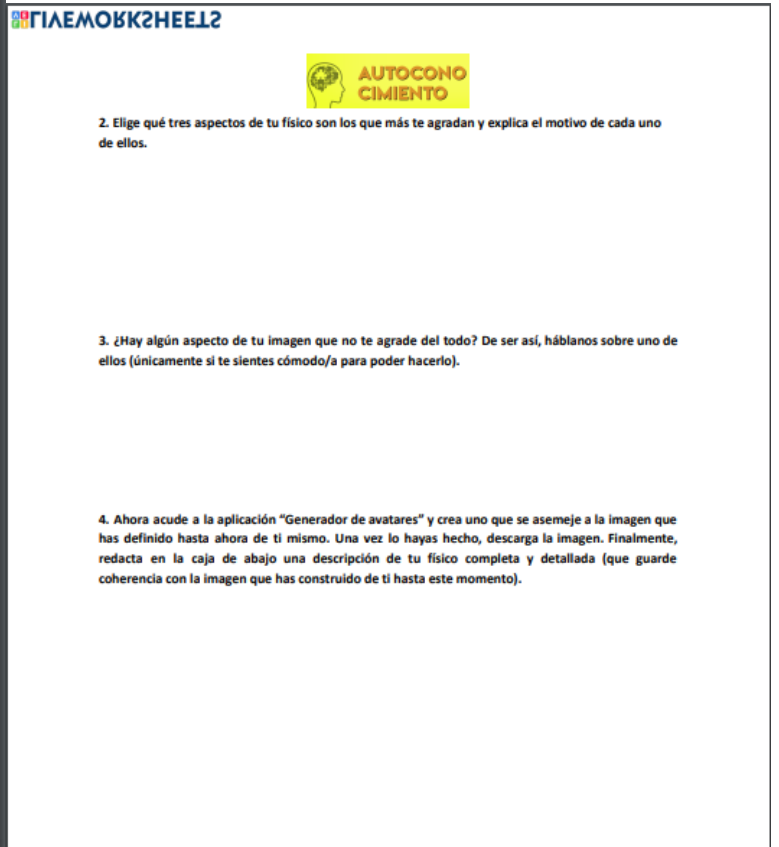 LIVEWORKSHEETS
AUTOCONO
CIMIENTO
2. Elige qué tres aspectos de tu físico son los que más te agradan y explica el motivo de cada uno
de ellos.
3. ¿Hay algún aspecto de tu imagen que no te agrade del todo? De ser así, háblanos sobre uno de
ellos (únicamente si te sientes cómodo/a para poder hacerlo).
4. Ahora acude a la aplicación "Generador de avatares" y crea uno que se asemeje a la imagen que
has definido hasta ahora de ti mismo. Una vez lo hayas hecho, descarga la imagen. Finalmente,
redacta en la caja de abajo una descripción de tu físico completa y detallada (que guarde
coherencia con la imagen que has construido de ti hasta este momento).